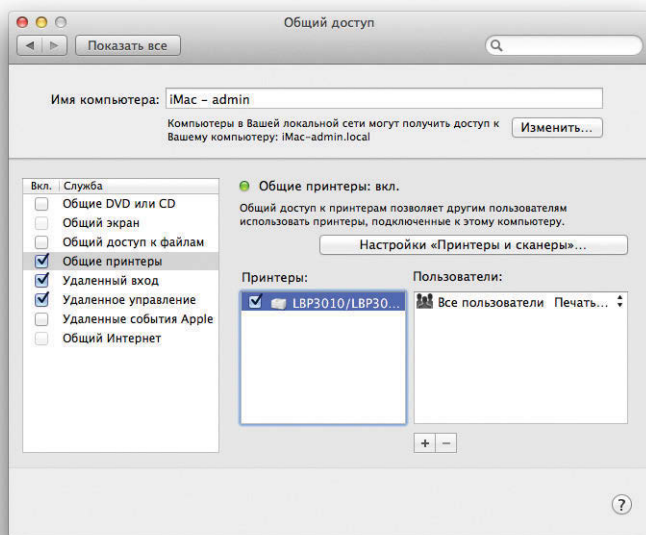 Общий доступ
Показать все
Имя компьютера: iMac – admin
Компьютеры в Вашей локальной сети могут получить доступ к
Вашему компьютеру: iMac-admin.local
Изменить...
Вкл. Служба
Общие DVD или CD
Общий экран
Общий доступ к файлам
Общие принтеры
Удаленный вход
Удаленное управление
Удаленные события Apple
Общий Интернет
Общие принтеры: вкл.
Общий доступ к принтерам позволяет другим пользователям
использовать принтеры, подключенные к этому компьютеру.
Настройки «Принтеры и сканеры»...
Принтеры:
LBP3010/LBP30...
Пользователи:
Все пользователи Печать...
+ −
?